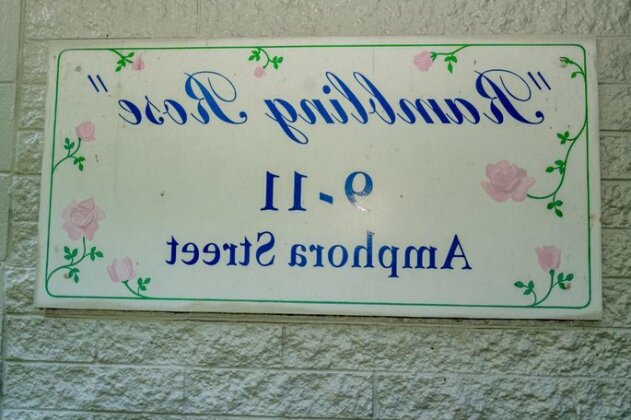 "Rambling Rose"
9-11
Amphora Street